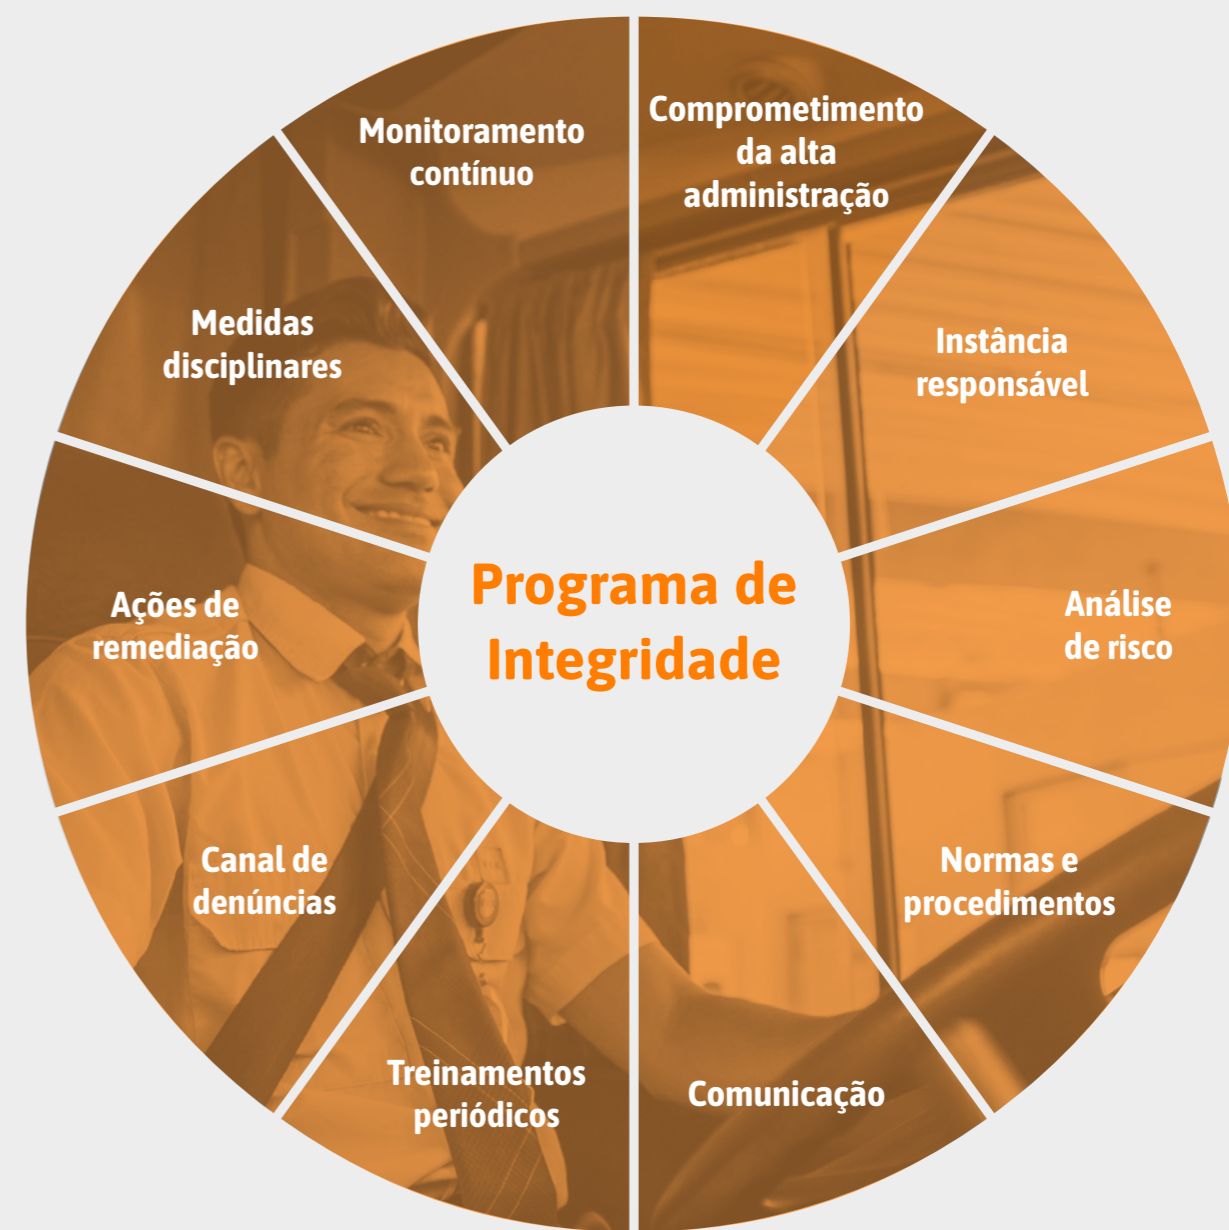 Programa de
Integridade
Comprometimento
da alta
administração
Instância
responsável
Análise
de risco
Normas e
procedimentos
Comunicação
Treinamentos
periódicos
Canal de
denúncias
Ações de
remediação
Medidas
disciplinares
Monitoramento
contínuo